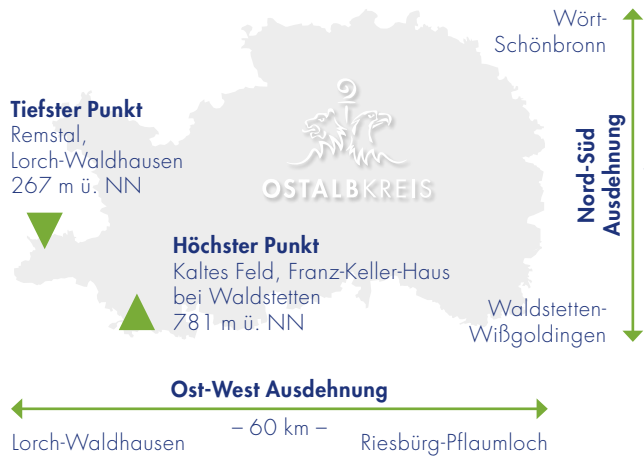 Wört-
Schönbronn
Tiefster Punkt
Remstal,
Lorch-Waldhausen
267 m ü. NN
OSTALBKREIS
Nord-Süd
Ausdehnung
Höchster Punkt
Kaltes Feld, Franz-Keller-Haus
bei Waldstetten
781 m ü. NN
Waldstetten-
Wißgoldingen
Ost-West Ausdehnung
– 60 km –
Lorch-Waldhausen
Riesbürg-Pflaumloch